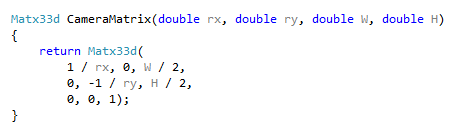 Matx33d CameraMatrix(double rx, double ry, double W, double H)
{
    return Matx33d(
        1 / rx, 0, W / 2,
        0, -1 / ry, H / 2,
        0, 0, 1);
}